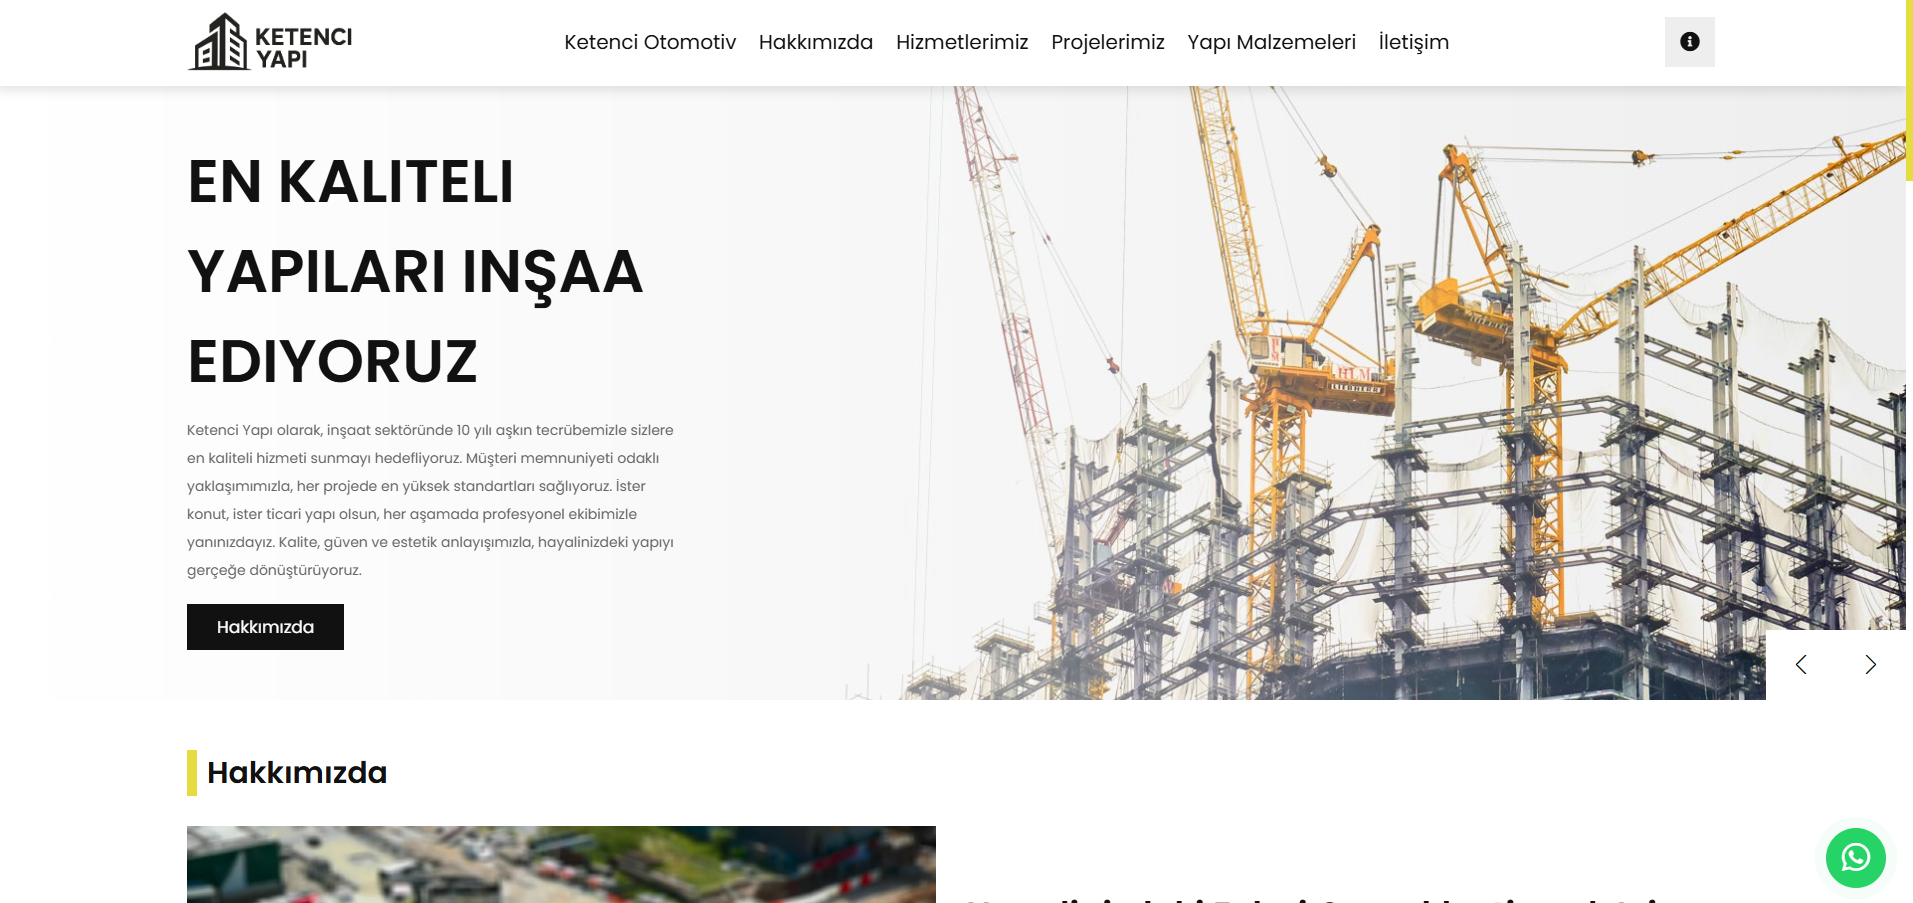 KETENCI
YAPI
Ketenci Otomotiv Hakkımızda Hizmetlerimiz Projelerimiz Yapı Malzemeleri İletişim
EN KALITELI
YAPILARI INŞAA
EDIYORUZ
Ketenci Yapı olarak, inşaat sektöründe 10 yılı aşkın tecrübemizle sizlere
en kaliteli hizmeti sunmayı hedefliyoruz. Müşteri memnuniyeti odaklı
yaklaşımımızla, her projede en yüksek standartları sağlıyoruz. İster
konut, ister ticari yapı olsun, her aşamada profesyonel ekibimizle
yanınızdayız. Kalite, güven ve estetik anlayışımızla, hayalinizdeki yapıyı
gerçeğe dönüştürüyoruz.
Hakkımızda
HLM
LIEBHERR
Hakkımızda